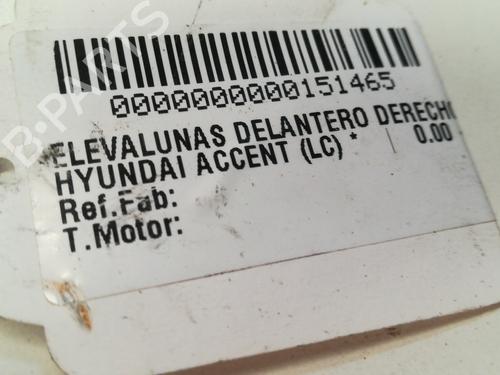 B-PARTS
0000000000151465
ELEVALUNAS DELANTERO DERECHO
HYUNDAI ACCENT (LC) * 0.00
Ref.Fab:
T.Motor: